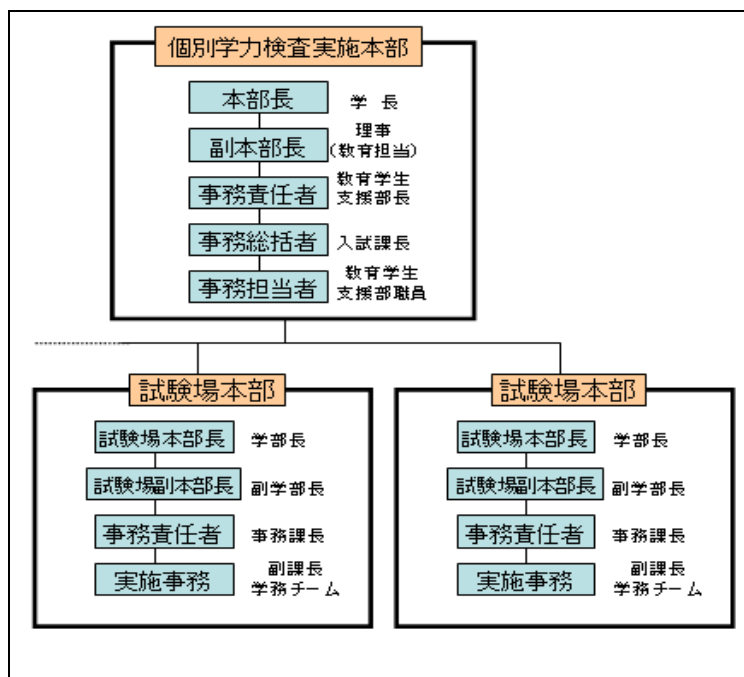 個別学力検査実施本部
本部長
学 長
副本部長
理事
(教育担当)
事務責任者
教育学生
支援部長
事務総括者
入試課長
事務担当者
教育学生
支援部職員
試験場本部
試験場本部長
学部長
試験場副本部長
副学部長
事務責任者
事務課長
実施事務
副課長
学務チーム
試験場本部
試験場本部長
学部長
試験場副本部長
副学部長
事務責任者
事務課長
実施事務
副課長
学務チーム